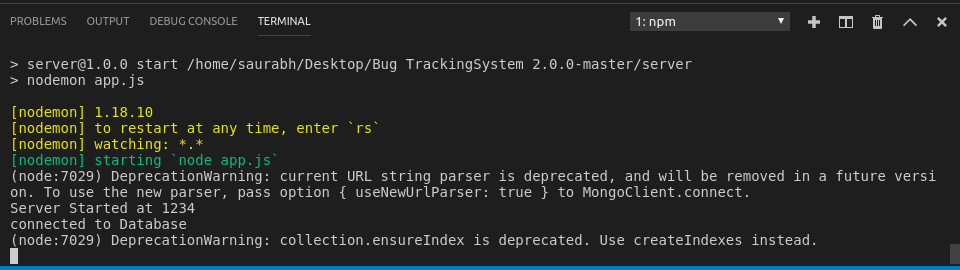 PROBLEMS OUTPUT DEBUG CONSOLE TERMINAL 1: npm
> server@1.0.0 start /home/saurabh/Desktop/Bug TrackingSystem 2.0.0-master/server
> nodemon app.js
[nodemon] 1.18.10
[nodemon] to restart at any time, enter `rs`
[nodemon] watching: *.*
[nodemon] starting `node app.js`
(node:7029) DeprecationWarning: current URL string parser is deprecated, and will be removed in a future versi
on. To use the new parser, pass option { useNewUrlParser: true } to MongoClient.connect.
Server Started at 1234
connected to Database
(node:7029) DeprecationWarning: collection.ensureIndex is deprecated. Use createIndexes instead.